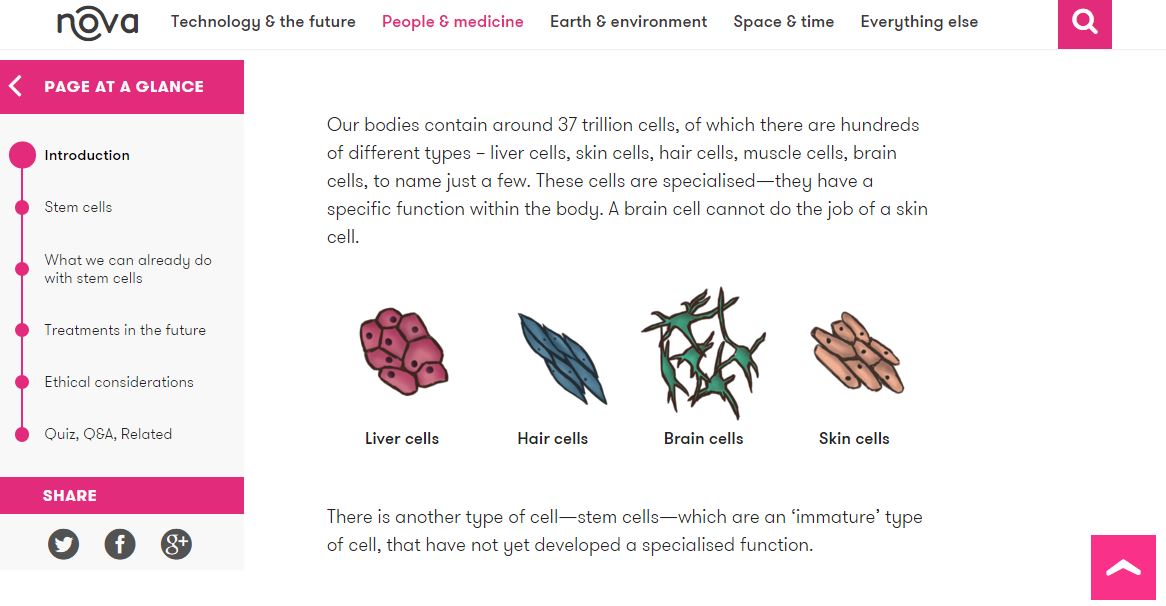 nova
Technology & the future
People & medicine
Earth & environment
Space & time
Everything else
PAGE AT A GLANCE
Introduction
Stem cells
What we can already do
with stem cells
Treatments in the future
Ethical considerations
Quiz, Q&A, Related
SHARE
f
g+
Our bodies contain around 37 trillion cells, of which there are hundreds
of different types – liver cells, skin cells, hair cells, muscle cells, brain
cells, to name just a few. These cells are specialised—they have a
specific function within the body. A brain cell cannot do the job of a skin
cell.
Liver cells
Hair cells
Brain cells
Skin cells
There is another type of cell—stem cells—which are an ‘immature’ type
of cell, that have not yet developed a specialised function.